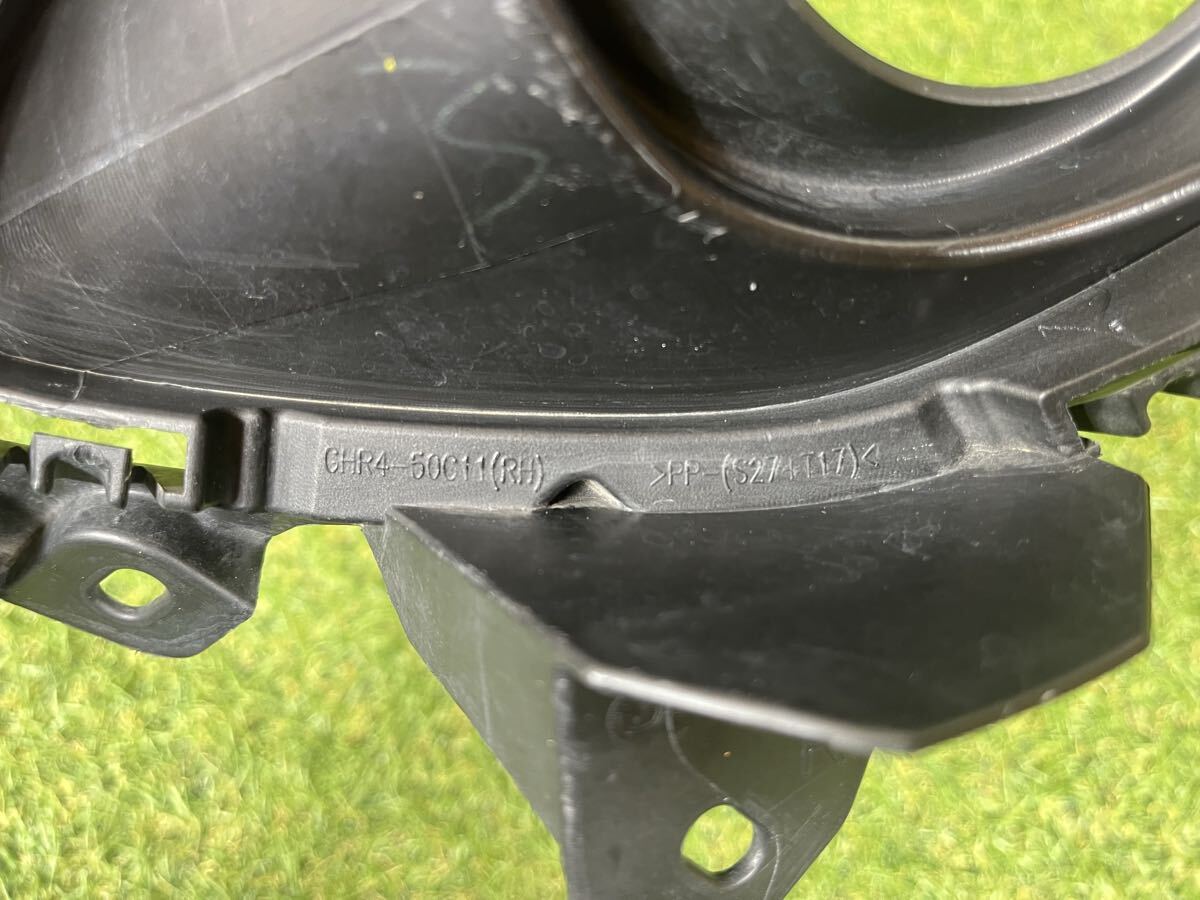 GHR4-50C11(RH)
>PP-(S27+T17)<